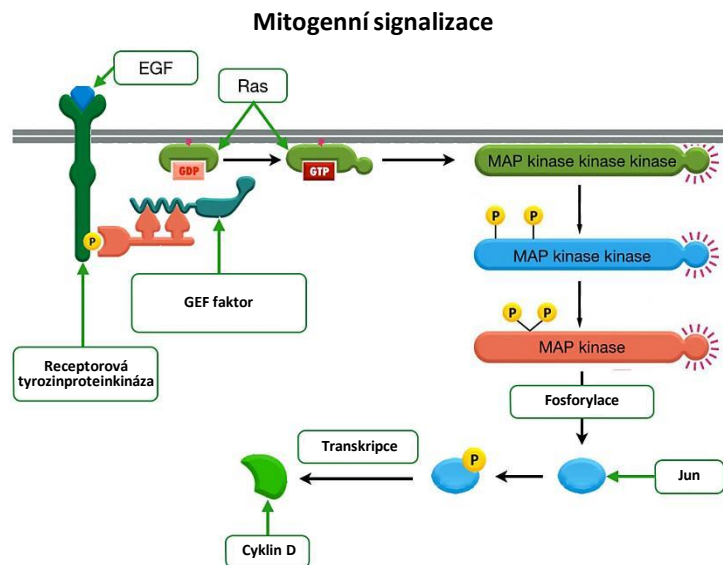 Mitogenní signalizace
EGF
Ras
GDP
GTP
MAP kinase kinase kinase
P
P
P
MAP kinase kinase
GEF faktor
P
P
MAP kinase
Receptorová
tyrozinproteinkináza
Fosforylace
Transkripce
P
Jun
Cyklin D